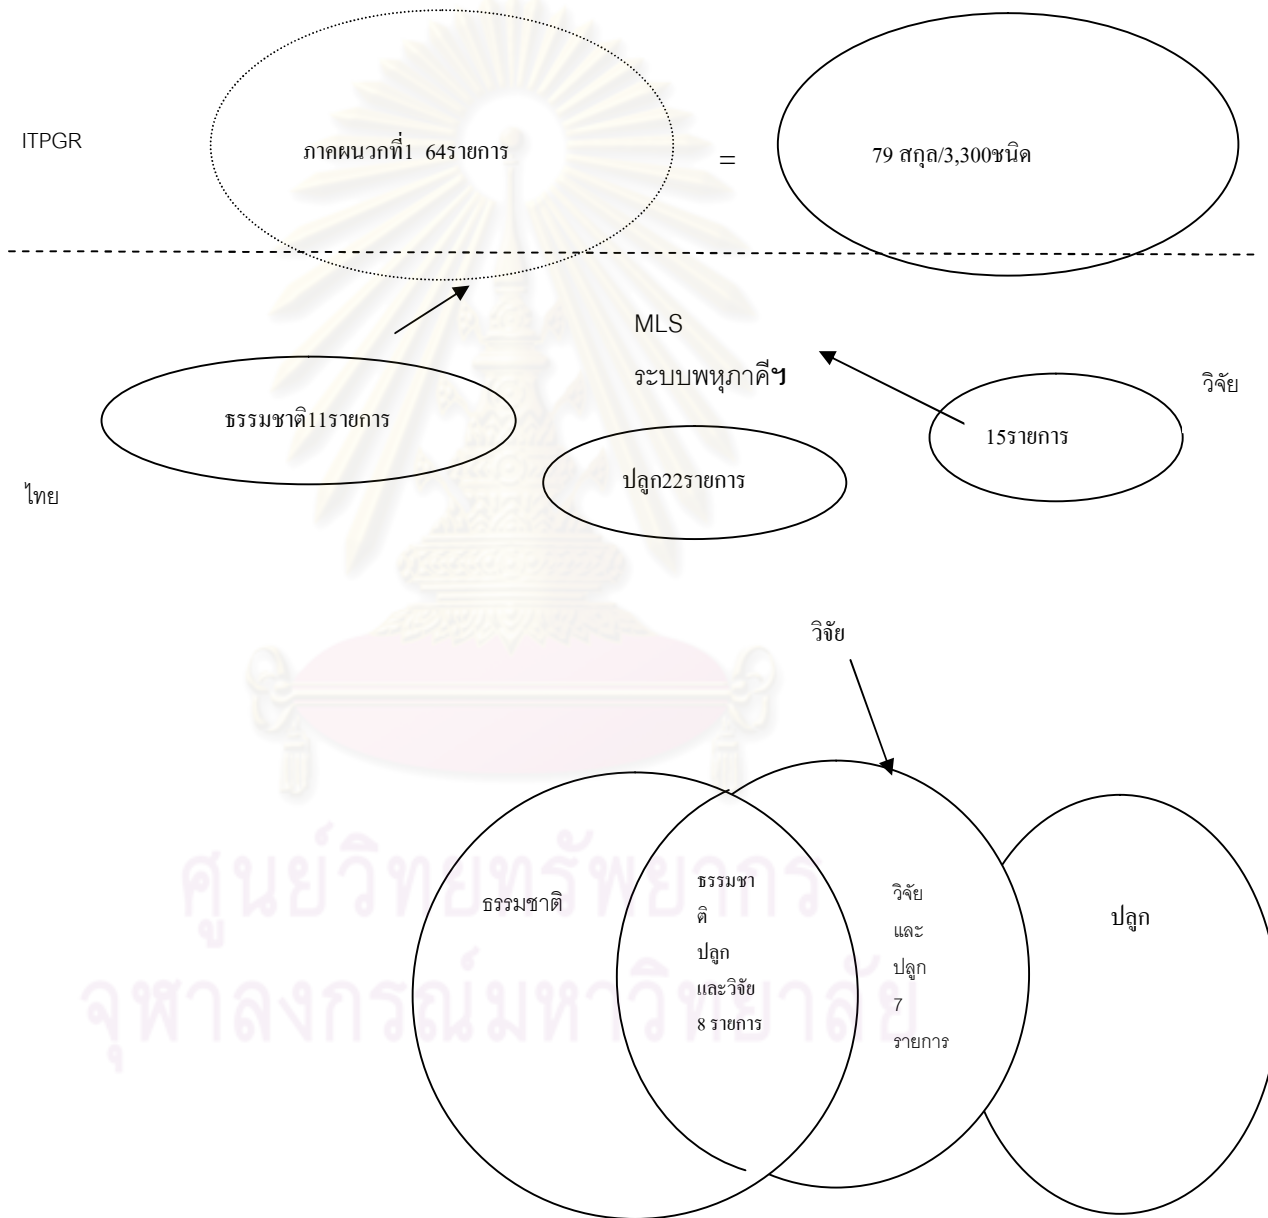 ITPGR
ภาคผนวกที่1 64รายการ
=
79 สกุล/3,300ชนิด
MLS
ระบบพหุภาคีฯ
วิจัย
ธรรมชาติ11รายการ
15รายการ
ปลูก22รายการ
ไทย
วิจัย
ธรรมชาติ
ธรรมชา
ติ
ปลูก
และวิจัย
8 รายการ
วิจัย
และ
ปลูก
7
รายการ
ปลูก
ศูนย์วิทยทรัพยากร
จุฬาลงกรณ์มหาวิทยาลัย